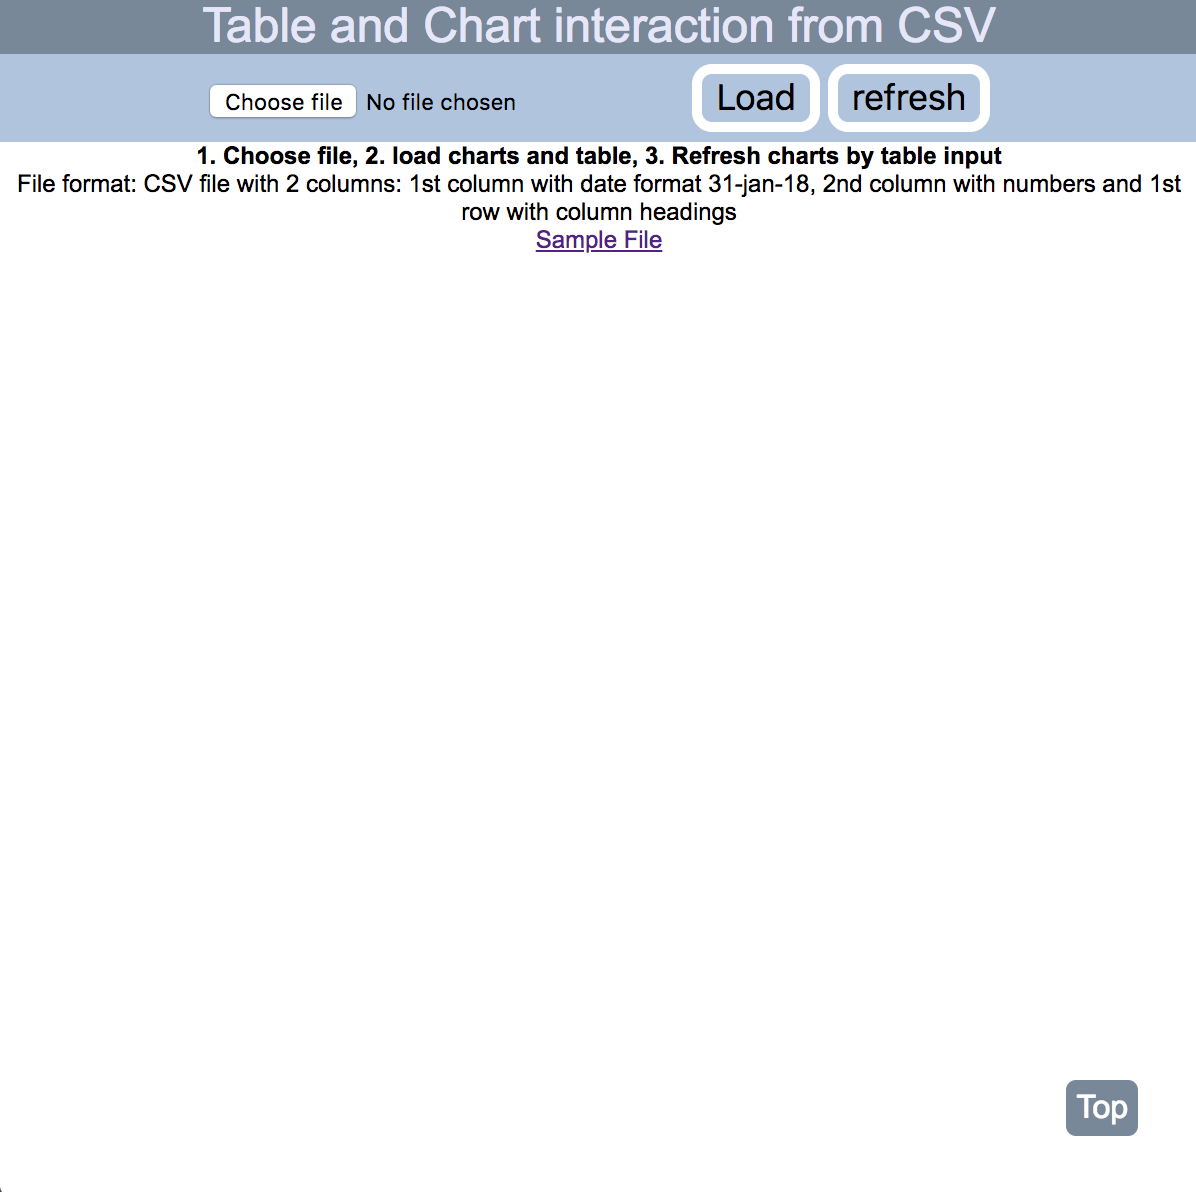 Table and Chart interaction from CSV
Choose file No file chosen Load refresh
1. Choose file, 2. load charts and table, 3. Refresh charts by table input
File format: CSV file with 2 columns: 1st column with date format 31-jan-18, 2nd column with numbers and 1st
row with column headings
Sample File
Top